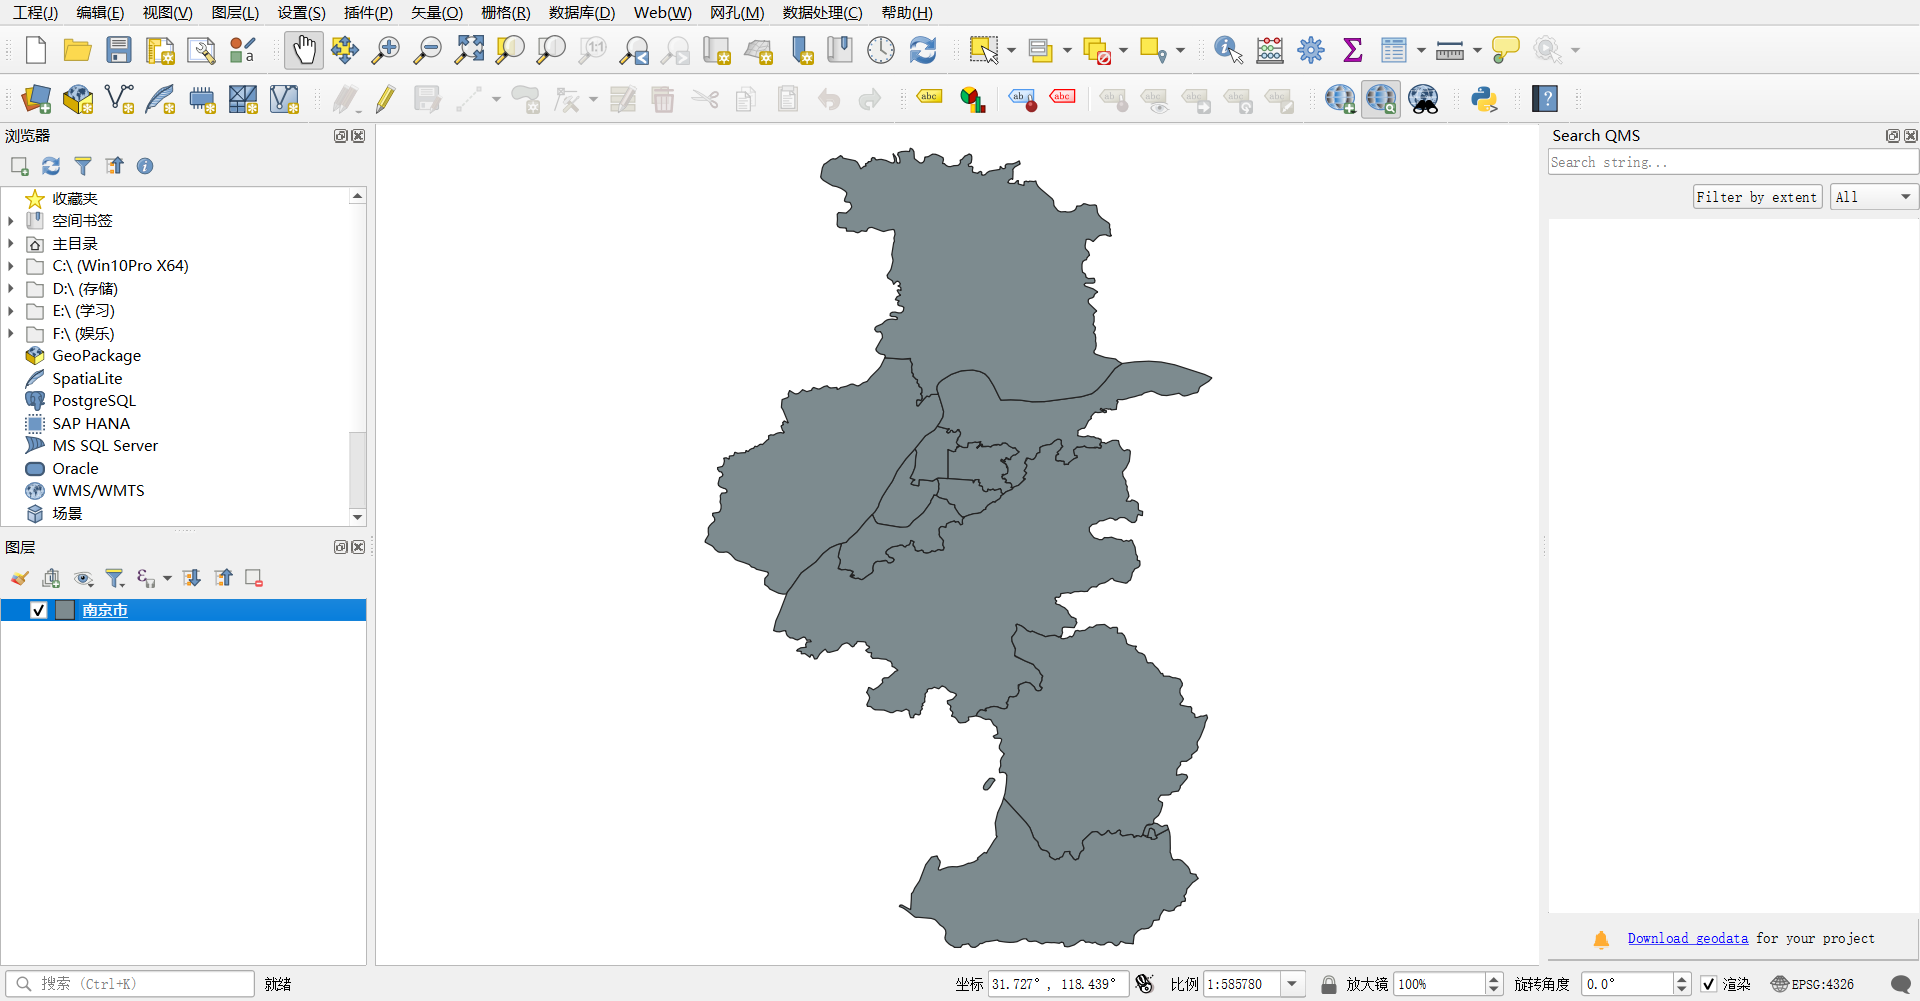 工程(J) 编辑(E) 视图(V) 图层(L) 设置(S) 插件(P) 矢量(O) 栅格(R) 数据库(D) Web(W) 网孔(M) 数据处理(C) 帮助(H)
浏览器
收藏夹
空间书签
主目录
C:\ (Win10Pro X64)
D:\ (存储)
E:\ (学习)
F:\ (娱乐)
GeoPackage
SpatiaLite
PostgreSQL
SAP HANA
MS SQL Server
Oracle
WMS/WMTS
场景
图层
南京市
Search QMS
Search string...
Filter by extent All
Download geodata for your project
搜索 (Ctrl+K) 就绪 坐标 31.727°, 118.439° 比例 1:585780 放大镜 100% 旋转角度 0.0° 渲染 EPSG:4326